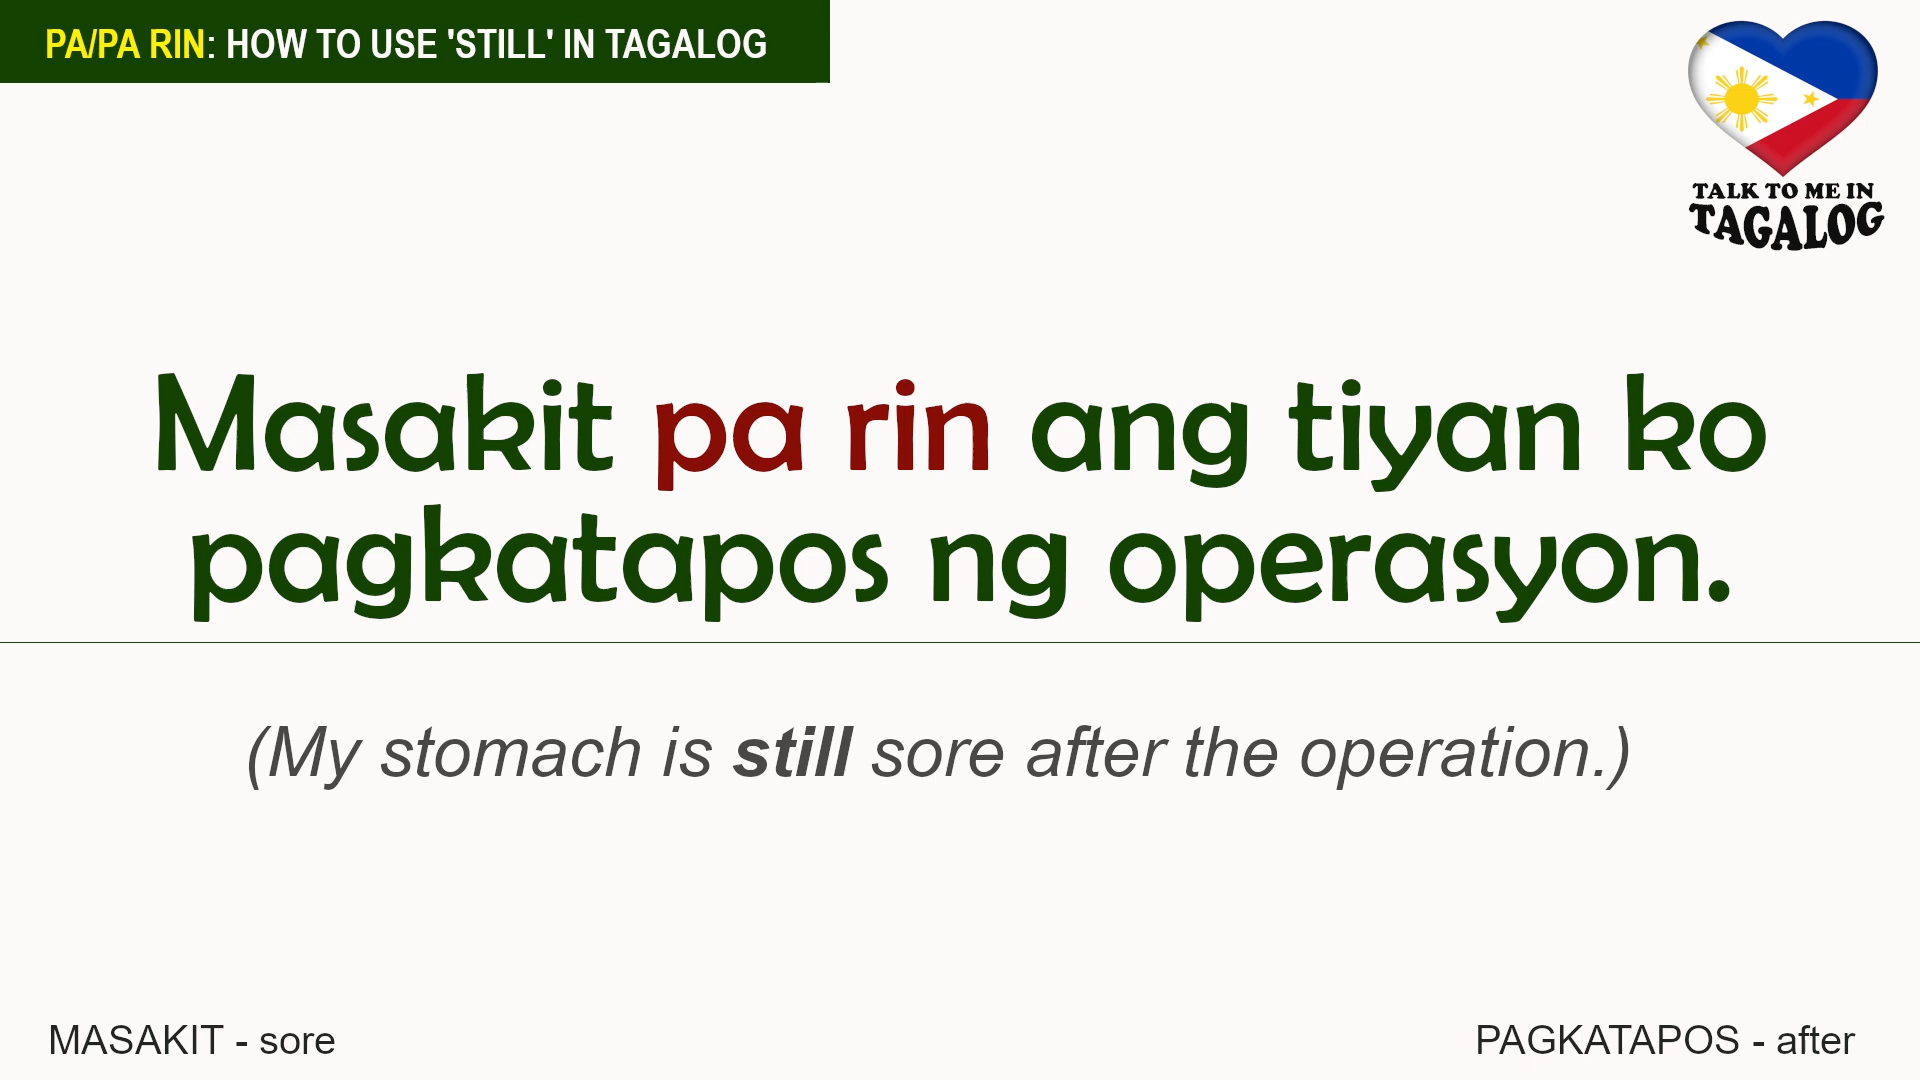 PA/PA RIN: HOW TO USE 'STILL' IN TAGALOG
TALK TO ME IN
TAGALOG
Masakit pa rin ang tiyan ko
pagkatapos ng operasyon.
(My stomach is still sore after the operation.)
MASAKIT - sore
PAGKATAPOS - after